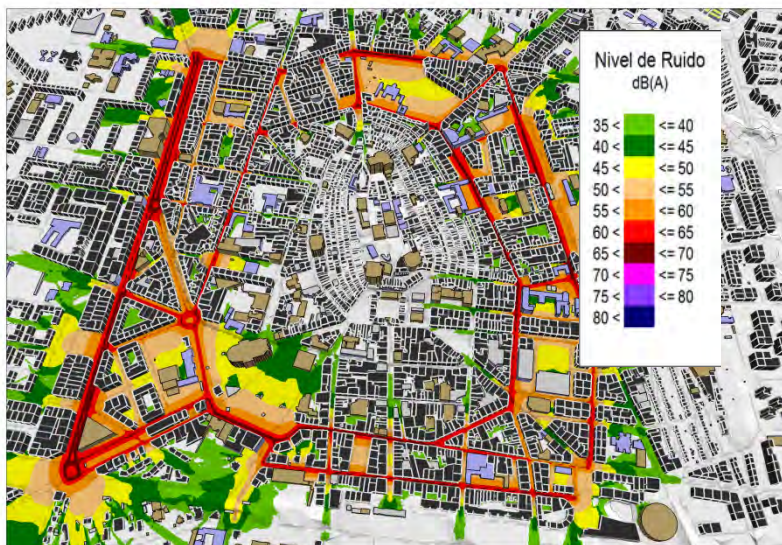 Nivel de Ruido
dB(A)
35 < <= 40
40 < <= 45
45 < <= 50
50 < <= 55
55 < <= 60
60 < <= 65
65 < <= 70
70 < <= 75
75 < <= 80
80 <